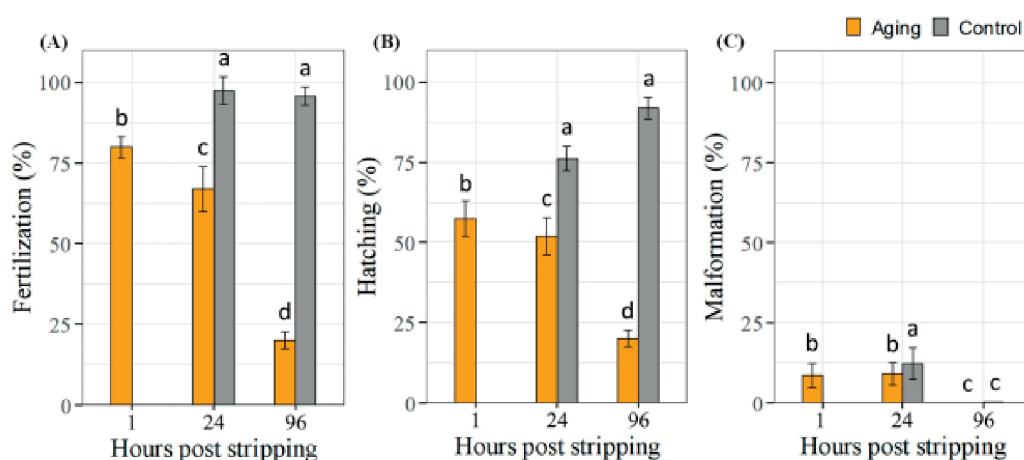 Aging Control
(A) (B) (C)
Fertilization (%)
100
75
50
25
0
b
c
a
d
a
1 24 96
Hours post stripping
Hatching (%)
100
75
50
25
0
b
c
a
d
a
1 24 96
Hours post stripping
Malformation (%)
100
75
50
25
0
b
b
a
c
c
1 24 96
Hours post stripping